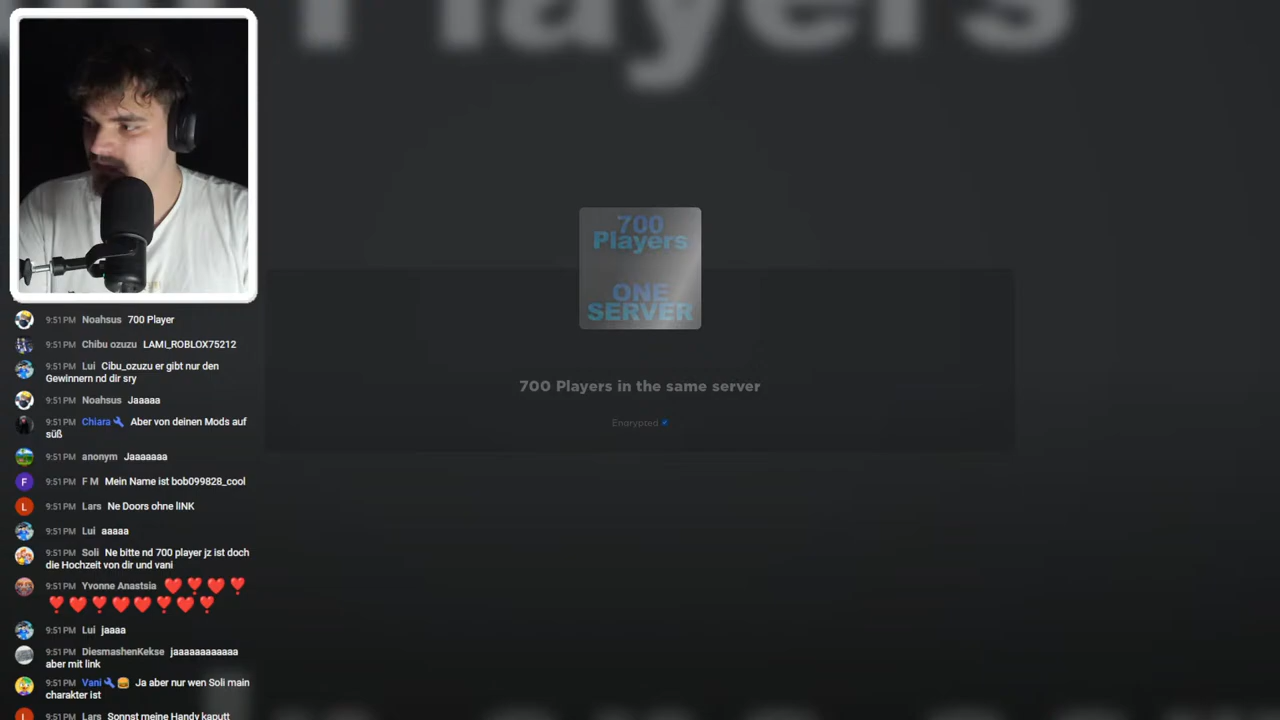 Players
700
Players
ONE
SERVER
700 Players in the same server
Encrypted
9:51 PM Noahsus 700 Player
9:51 PM Chibu ozuzu LAMI_ROBLOX75212
9:51 PM Lui Cibu_ozuzu er gibt nur den
Gewinnern nd dir sry
9:51 PM Noahsus Jaaaaa
9:51 PM Chiara Aber von deinen Mods auf
süß
9:51 PM anonym Jaaaaaaa
F 9:51 PM F M Mein Name ist bob099828_cool
L 9:51 PM Lars Ne Doors ohne lINK
9:51 PM Lui aaaaa
9:51 PM Soli Ne bitte nd 700 player jz ist doch
die Hochzeit von dir und vani
9:51 PM Yvonne Anastsia ❤️❣️❤️❣️
❣️❤️❣️❤️❤️❣️❤️❣️
9:51 PM Lui jaaaa
9:51 PM DiesmashenKekse jaaaaaaaaaaaa
aber mit link
9:51 PM Vani 🍔 Ja aber nur wen Soli main
charakter ist
9:51 PM Lars Sonnst meine Handy kaputt